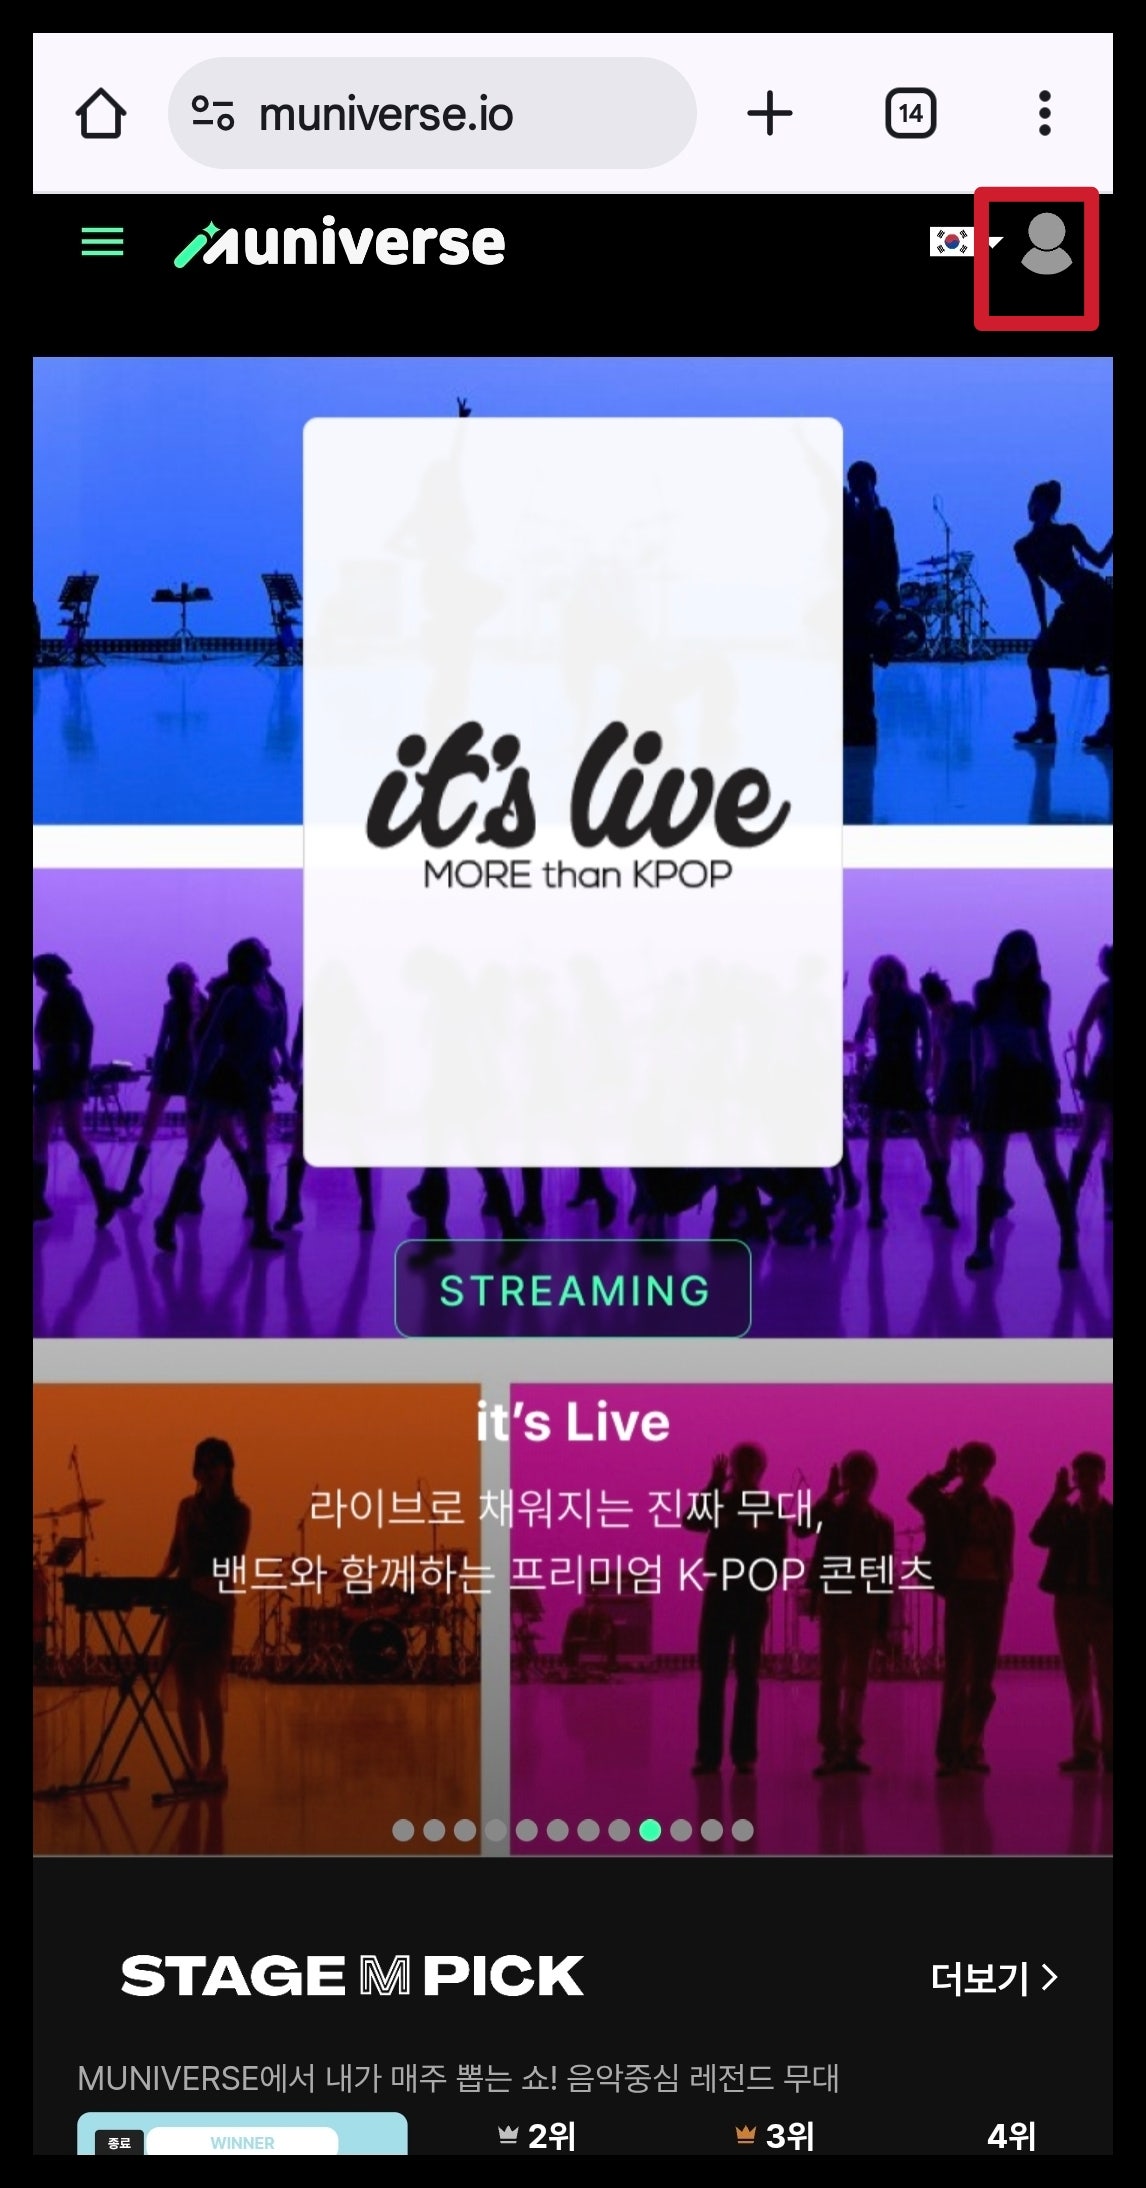 muniverse.io
14
muniverse
it's live
MORE than KPOP
STREAMING
it's Live
라이브로 채워지는 진짜 무대,
밴드와 함께하는 프리미엄 K-POP 콘텐츠
STAGE M PICK
더보기
MUNIVERSE에서 내가 매주 뽑는 쇼! 음악중심 레전드 무대
종료
WINNER
2위
3위
4위